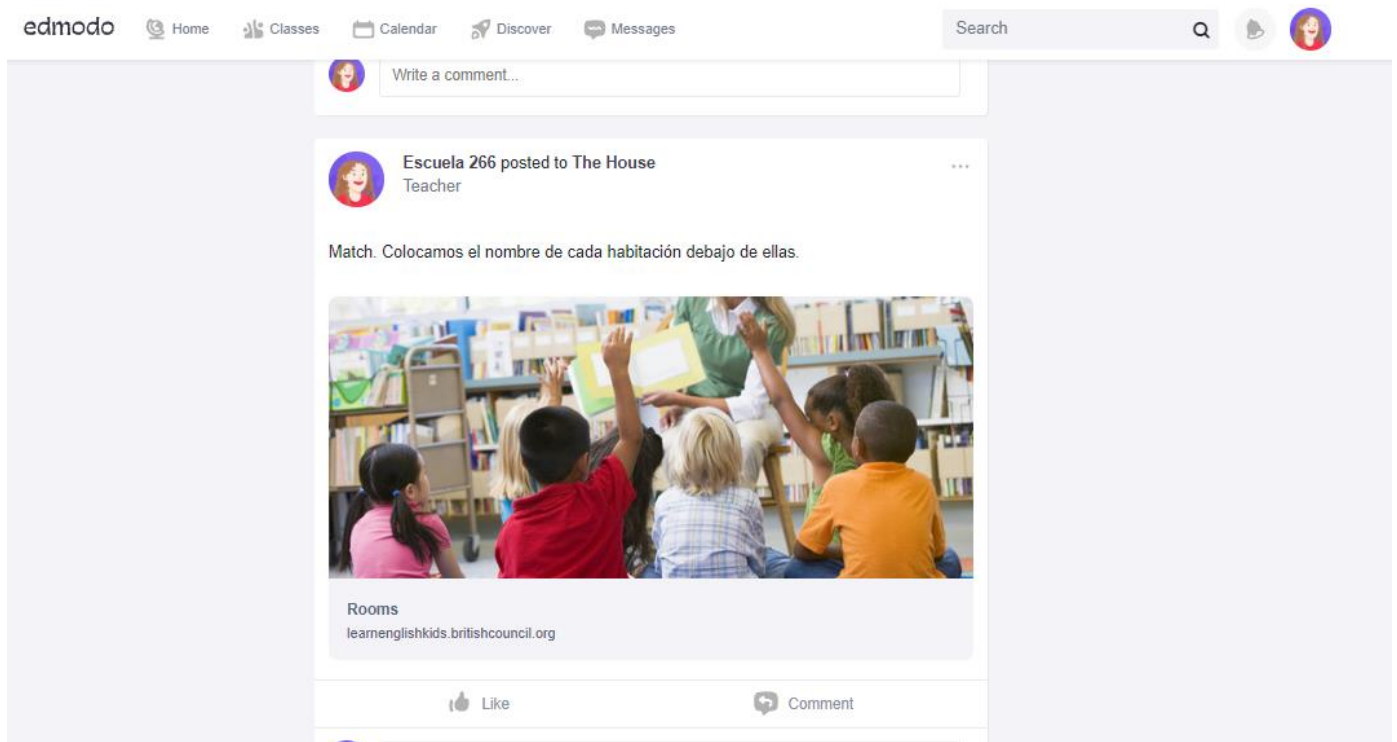 edmodo Home Classes Calendar Discover Messages Search
Write a comment...
Escuela 266 posted to The House
Teacher
Match. Colocamos el nombre de cada habitación debajo de ellas.
Rooms
learnenglishkids.britishcouncil.org
Like Comment